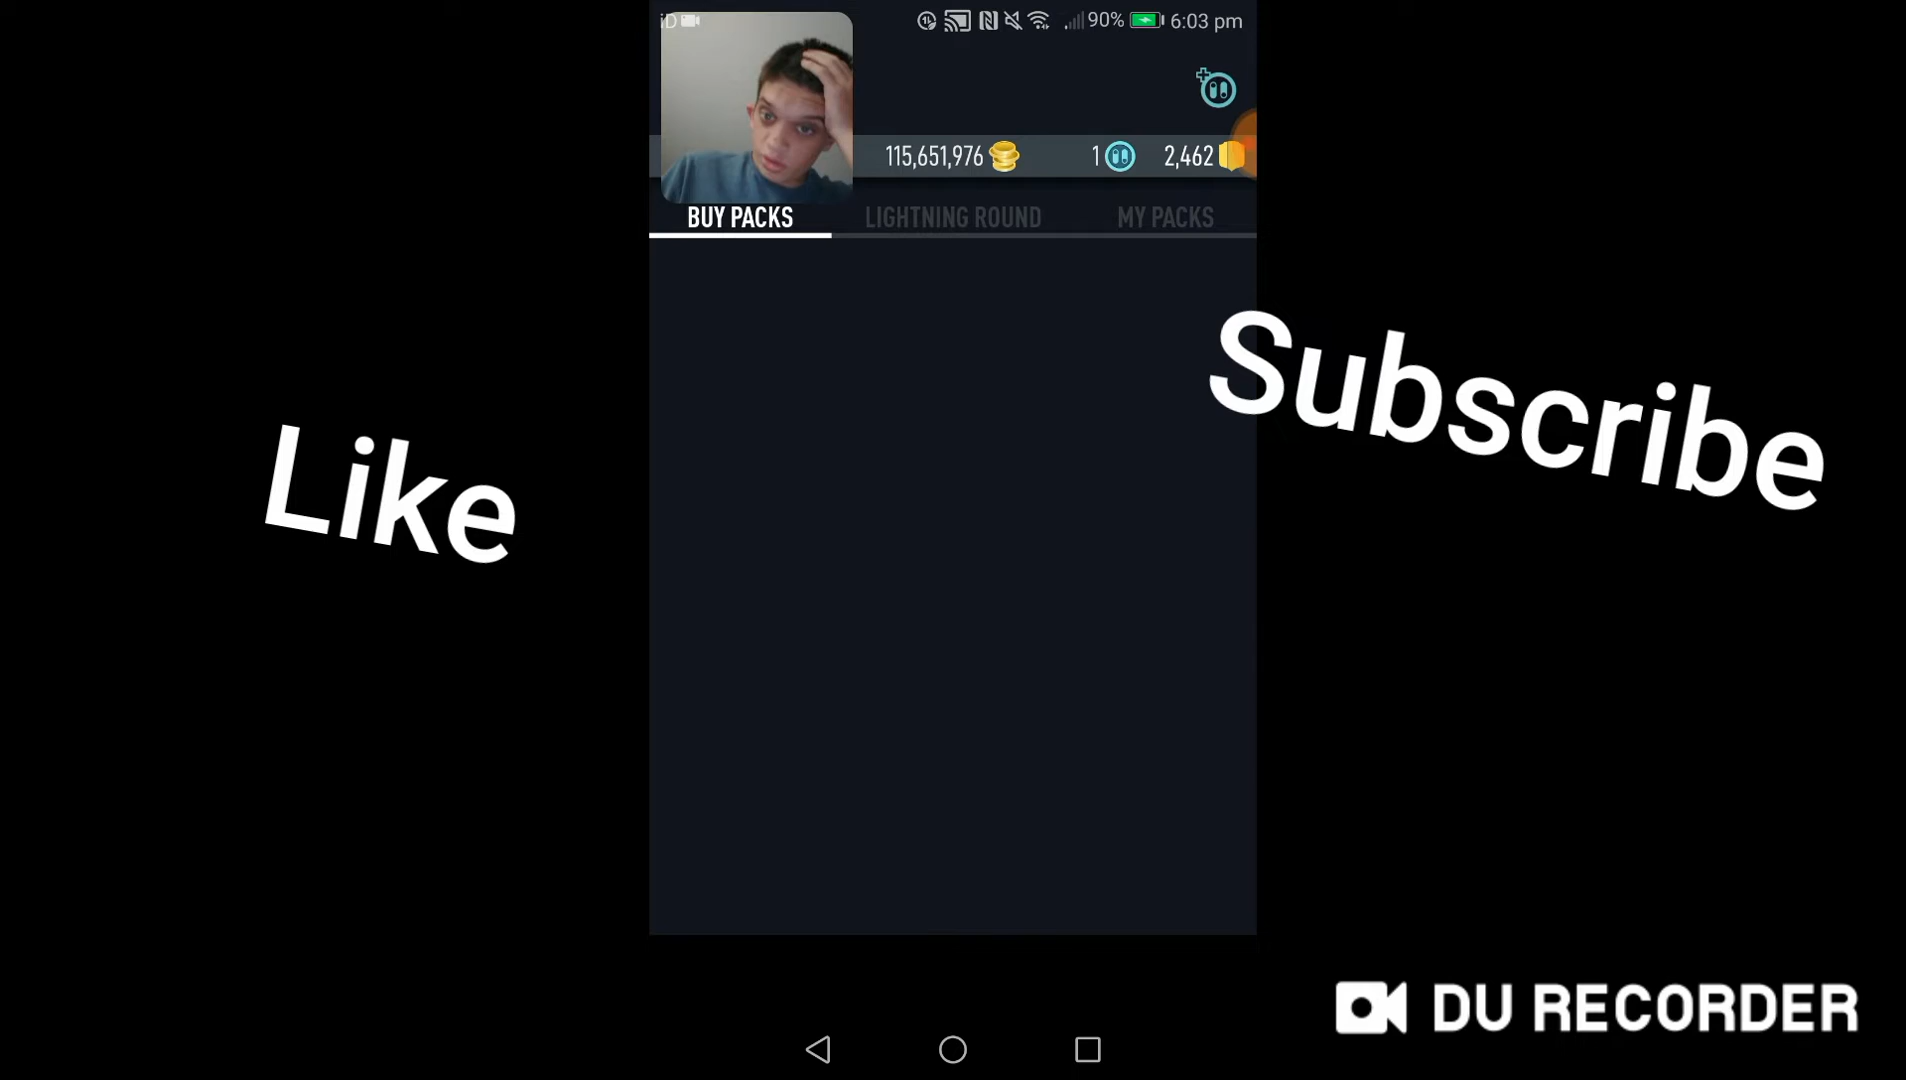 iD 90% 6:03 pm
115,651,976 1 2,462
BUY PACKS LIGHTNING ROUND MY PACKS
Subscribe
Like
DU RECORDER